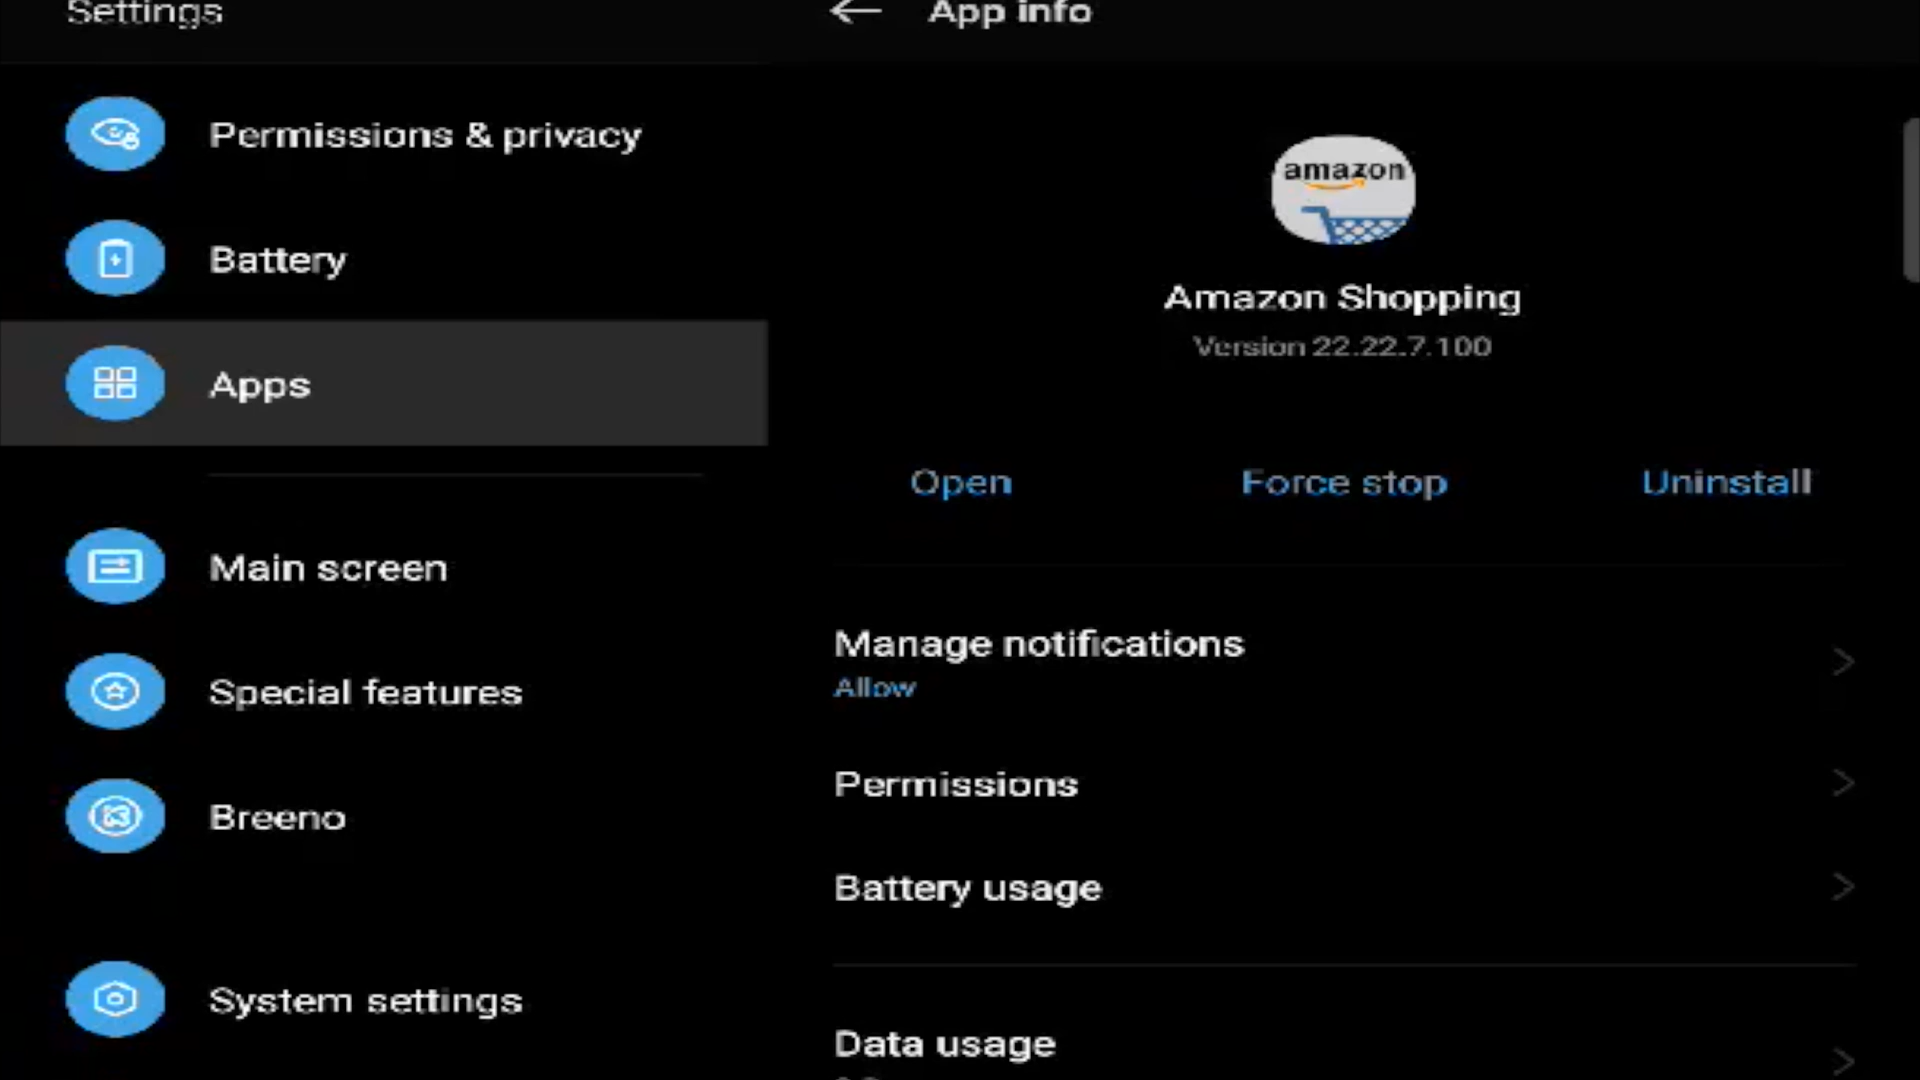 Settings
Permissions & privacy
Battery
Apps
Main screen
Special features
Breeno
System settings
App info
amazon
Amazon Shopping
Version 22.22.7.100
Open
Force stop
Uninstall
Manage notifications
Allow
Permissions
Battery usage
Data usage